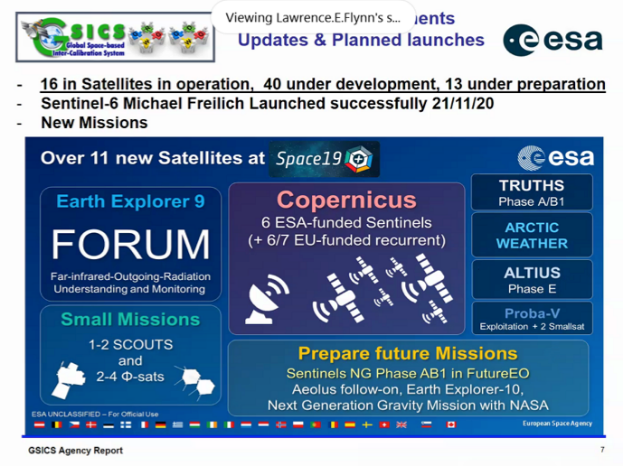 GSICS
Global Space-based
Inter-Calibration System
Viewing Lawrence.E.Flynn's s...
ents
Updates & Planned launches
esa
- 16 in Satellites in operation, 40 under development, 13 under preparation
- Sentinel-6 Michael Freilich Launched successfully 21/11/20
- New Missions
Over 11 new Satellites at Space19
esa
Earth Explorer 9
FORUM
Far-infrared-Outgoing-Radiation
Understanding and Monitoring
Copernicus
6 ESA-funded Sentinels
(+ 6/7 EU-funded recurrent)
TRUTHS
Phase A/B1
ARCTIC
WEATHER
ALTIUS
Phase E
Proba-V
Exploitation + 2 Smallsat
Small Missions
1-2 SCOUTS
and
2-4 Φ-sats
Prepare future Missions
Sentinels NG Phase AB1 in FutureEO
Aeolus follow-on, Earth Explorer-10,
Next Generation Gravity Mission with NASA
ESA UNCLASSIFIED – For Official Use
European Space Agency
GSICS Agency Report
7